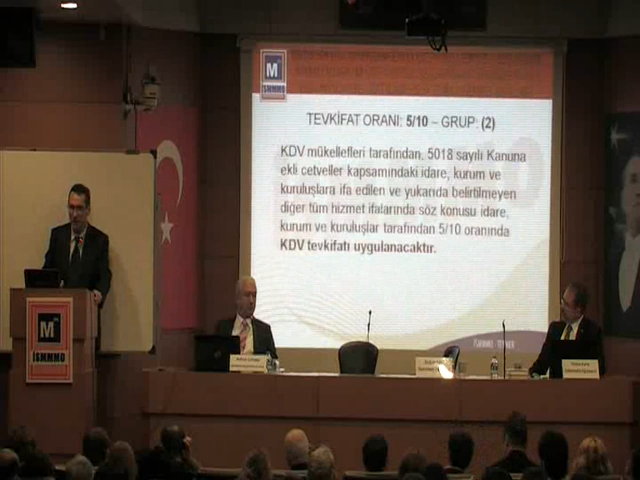 M
İSMMMO
TEVKİFAT ORANI: 5/10 – GRUP: (2)
KDV mükellefleri tarafından, 5018 sayılı Kanuna
ekli cetveller kapsamındaki idare, kurum ve
kuruluşlara ifa edilen ve yukarıda belirtilmeyen
diğer tüm hizmet ifalarında söz konusu idare,
kurum ve kuruluşlar tarafından 5/10 oranında
KDV tevkifatı uygulanacaktır.
M
İSMMMO